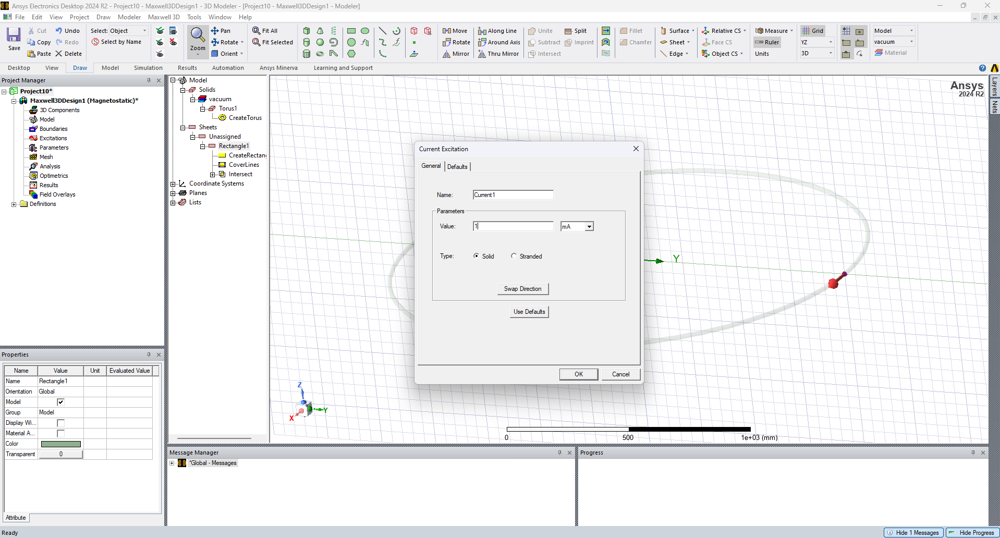 Ansys Electronics Desktop 2024 R2 - Project10 - Maxwell3DDesign1 - 3D Modeler - [Project10 - Maxwell3DDesign1 - Modeler]
File Edit View Project Draw Modeler Maxwell 3D Tools Window Help
Save
Cut
Copy
Paste
Undo
Redo
Delete
Select: Object
Select by Name
Zoom
Pan
Rotate
Orient
Fit All
Fit Selected
Move
Rotate
Mirror
Along Line
Around Axis
Thru Mirror
Unite
Subtract
Intersect
Split
Imprint
Fillet
Chamfer
Surface
Sheet
Edge
Relative CS
Face CS
Object CS
Measure
Ruler
Units
Grid
YZ
3D
Model
vacuum
Material
Desktop View Draw Model Simulation Results Automation Ansys Minerva Learning and Support
Project Manager
Project10*
Maxwell3DDesign1 (Magnetostatic)*
3D Components
Model
Boundaries
Excitations
Parameters
Mesh
Analysis
Optimetrics
Results
Field Overlays
Definitions
Model
Solids
vacuum
Torus1
CreateTorus
Sheets
Unassigned
Rectangle1
CreateRectan
CoverLines
Intersect
Coordinate Systems
Planes
Lists
Ansys
2024 R2
Layers
Nets
Current Excitation
General Defaults
Name: Current1
Parameters
Value: 1 mA
Type: Solid Stranded
Swap Direction
Use Defaults
OK Cancel
Y
Z
Y
X
0 500 1e+03 (mm)
Properties
Name Value Unit Evaluated Value
Name Rectangle1
Orientation Global
Model
Group Model
Display Wi...
Material A...
Color
Transparent 0
Attribute
Message Manager
*Global - Messages
Progress
Ready
Hide 1 Messages
Hide Progress